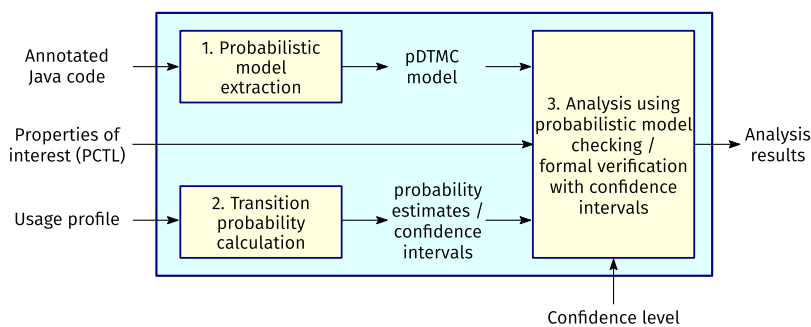 Annotated
Java code
1. Probabilistic
model
extraction
pDTMC
model
Properties of
interest (PCTL)
3. Analysis using
probabilistic model
checking /
formal verification
with confidence
intervals
Analysis
results
Usage profile
2. Transition
probability
calculation
probability
estimates /
confidence
intervals
Confidence level